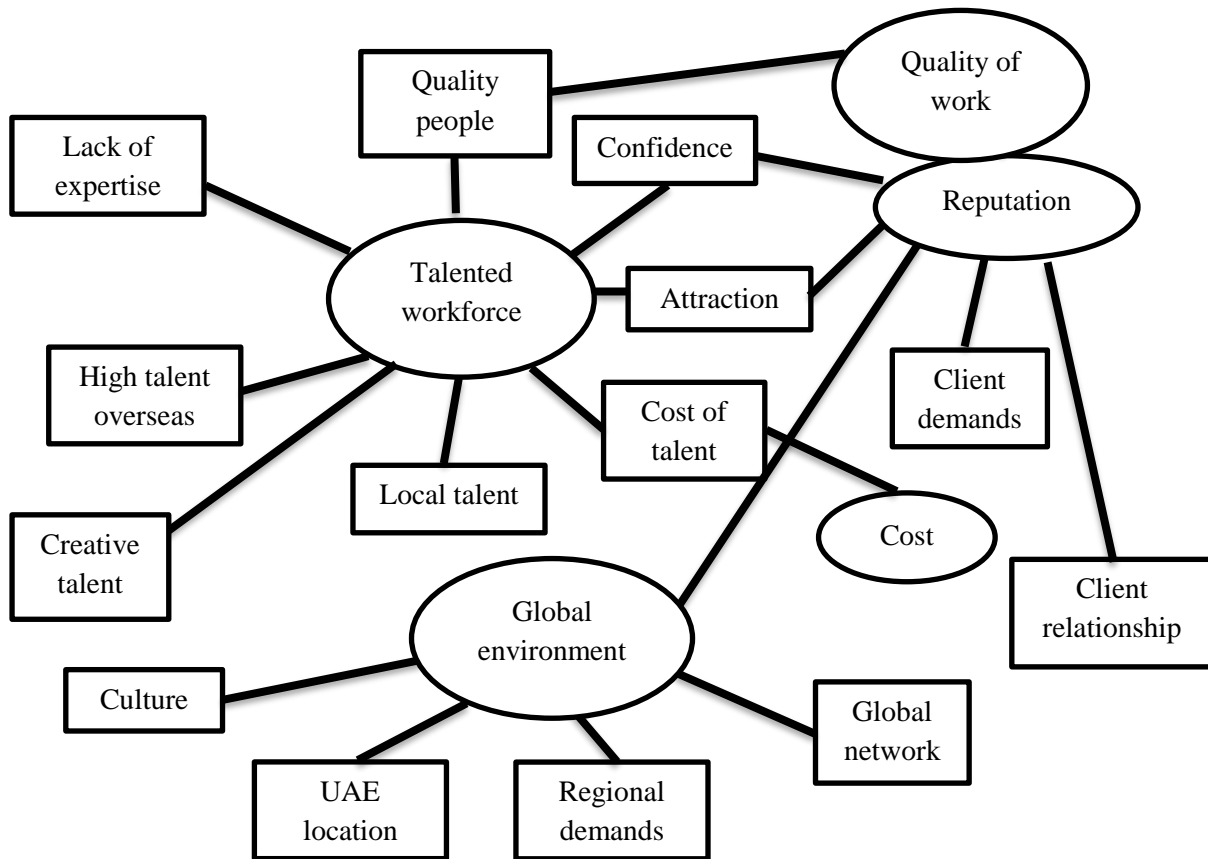 Quality of
work
Quality
people
Lack of
expertise
Confidence
Reputation
Talented
workforce
Attraction
High talent
overseas
Cost of
talent
Client
demands
Local talent
Creative
talent
Cost
Global
environment
Client
relationship
Culture
Global
network
UAE
location
Regional
demands